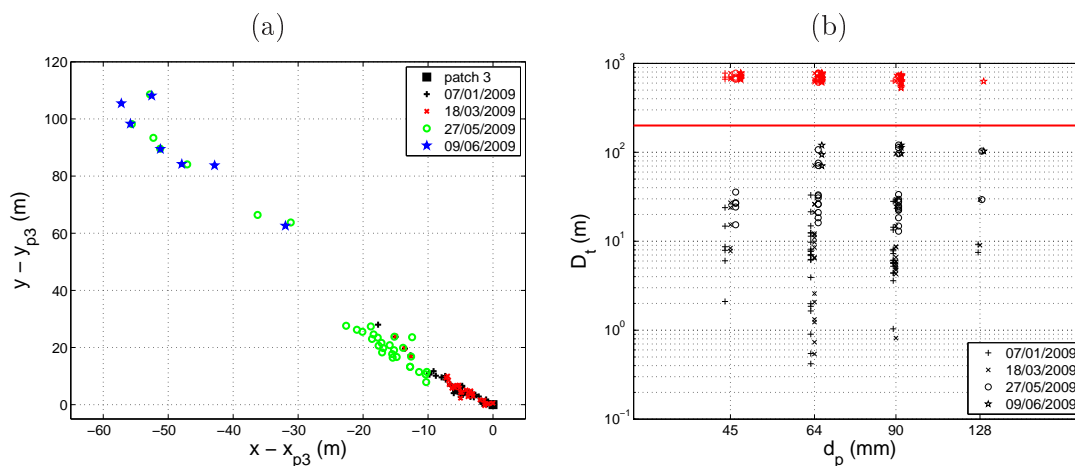 (a)
120
100
80
60
40
20
0
−60 −50 −40 −30 −20 −10 0
y − y_p3 (m)
x − x_p3 (m)
patch 3
07/01/2009
18/03/2009
27/05/2009
09/06/2009
(b)
10^3
10^2
10^1
10^0
10^−1
45 64 90 128
D_t (m)
d_p (mm)
07/01/2009
18/03/2009
27/05/2009
09/06/2009